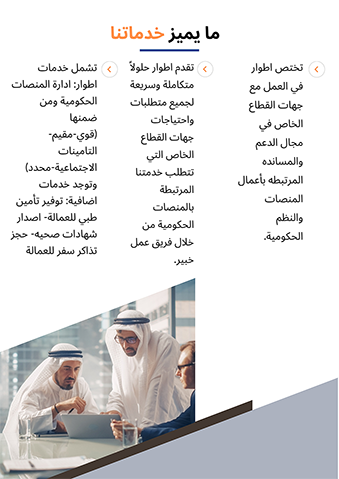 ما يميز خدماتنا
تختص اطوار
في العمل مع
جهات القطاع
الخاص في
مجال الدعم
والمسانده
المرتبطه بأعمال
المنصات
والنظم
الحكومية.
تقدم اطوار حلولاً
متكاملة وسريعة
لجميع متطلبات
واحتياجات
جهات القطاع
الخاص التي
تتطلب خدمتنا
المرتبطة
بالمنصات
الحكومية من
خلال فريق عمل
خبير.
تشمل خدمات
اطوار: ادارة المنصات
الحكومية ومن
ضمنها
(قوي-مقيم-
التامينات
الاجتماعية-محدد)
وتوجد خدمات
اضافية: توفير تأمين
طبي للعمالة- اصدار
شهادات صحيه- حجز
تذاكر سفر للعمالة